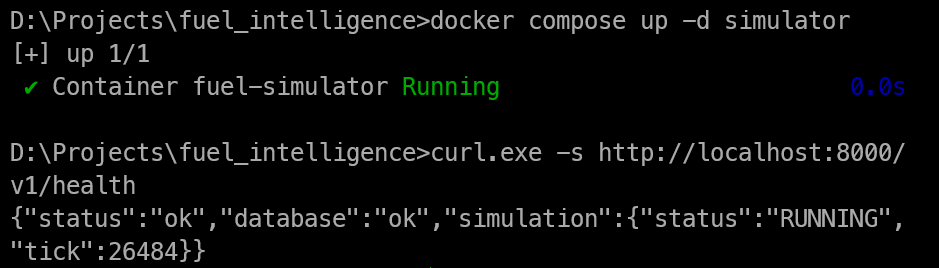 D:\Projects\fuel_intelligence>docker compose up -d simulator
[+] up 1/1
✔ Container fuel-simulator Running 0.0s
D:\Projects\fuel_intelligence>curl.exe -s http://localhost:8000/
v1/health
{"status":"ok","database":"ok","simulation":{"status":"RUNNING",
"tick":26484}}